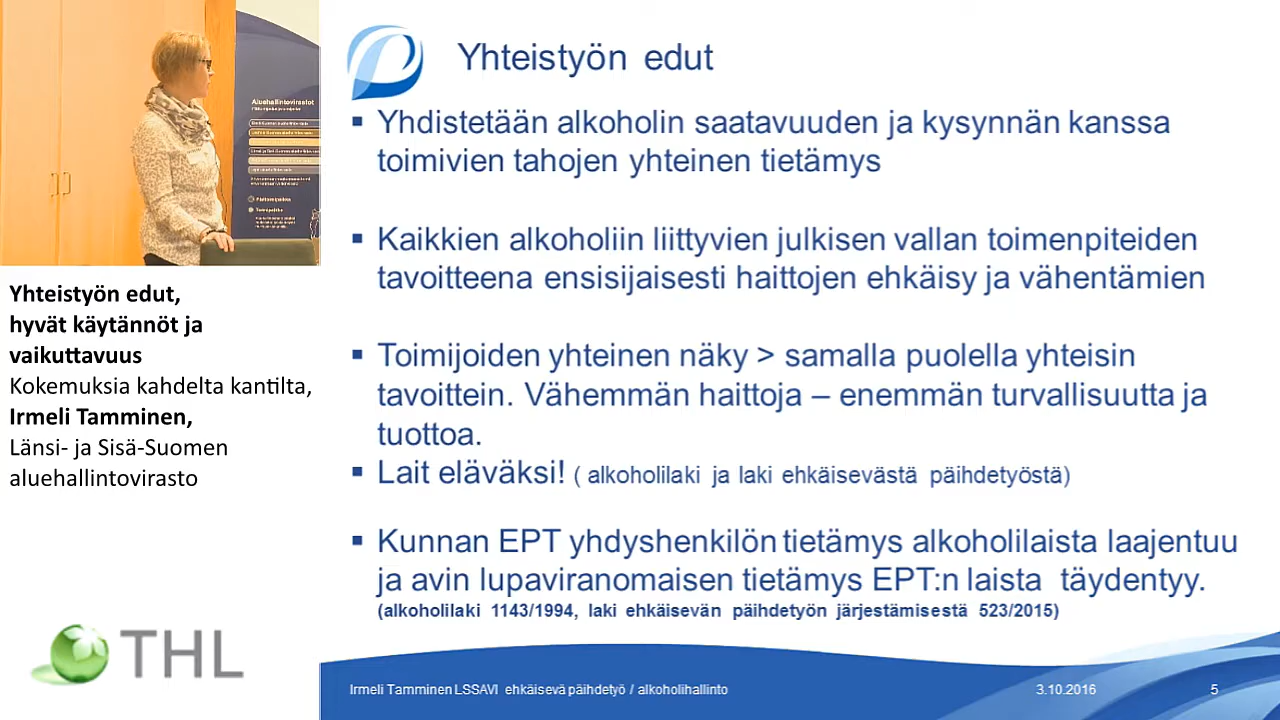 Aluehallintovirastot
Yhteistyön edut,
hyvät käytännöt ja
vaikuttavuus
Kokemuksia kahdelta kantilta,
Irmeli Tamminen,
Länsi- ja Sisä-Suomen
aluehallintovirasto
THL
Yhteistyön edut
▪ Yhdistetään alkoholin saatavuuden ja kysynnän kanssa
toimivien tahojen yhteinen tietämys
▪ Kaikkien alkoholiin liittyvien julkisen vallan toimenpiteiden
tavoitteena ensisijaisesti haittojen ehkäisy ja vähentämien
▪ Toimijoiden yhteinen näky > samalla puolella yhteisin
tavoittein. Vähemmän haittoja – enemmän turvallisuutta ja
tuottoa.
▪ Lait eläväksi! ( alkoholilaki ja laki ehkäisevästä päihdetyöstä)
▪ Kunnan EPT yhdyshenkilön tietämys alkoholilaista laajentuu
ja avin lupaviranomaisen tietämys EPT:n laista täydentyy.
(alkoholilaki 1143/1994, laki ehkäisevän päihdetyön järjestämisestä 523/2015)
Irmeli Tamminen LSSAVI ehkäisevä päihdetyö / alkoholihallinto
3.10.2016
5